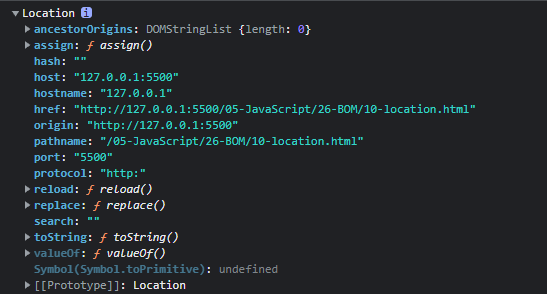 Location i
ancestorOrigins: DOMStringList {length: 0}
assign: ƒ assign()
hash: ""
host: "127.0.0.1:5500"
hostname: "127.0.0.1"
href: "http://127.0.0.1:5500/05-JavaScript/26-BOM/10-location.html"
origin: "http://127.0.0.1:5500"
pathname: "/05-JavaScript/26-BOM/10-location.html"
port: "5500"
protocol: "http:"
reload: ƒ reload()
replace: ƒ replace()
search: ""
toString: ƒ toString()
valueOf: ƒ valueOf()
Symbol(Symbol.toPrimitive): undefined
[[Prototype]]: Location